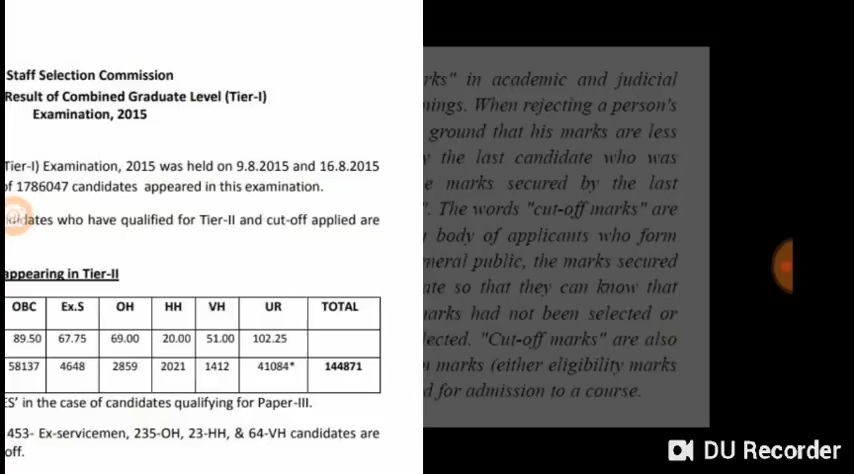 Staff Selection Commission
Result of Combined Graduate Level (Tier-I)
Examination, 2015
Tier-I) Examination, 2015 was held on 9.8.2015 and 16.8.2015
of 1786047 candidates appeared in this examination.
who have qualified for Tier-II and cut-off applied are
appearing in Tier-II
OBC Ex.S OH HH VH UR TOTAL
89.50 67.75 69.00 20.00 51.00 102.25
58137 4648 2859 2021 1412 41084* 144871
in the case of candidates qualifying for Paper-III.
453- Ex-servicemen, 235-OH, 23-HH, & 64-VH candidates are
off.
in academic and judicial
When rejecting a person's
ground that his marks are less
the last candidate who was
marks secured by the last
The words "cut-off marks" are
body of applicants who form
public, the marks secured
so that they can know that
had not been selected or
"Cut-off marks" are also
marks (either eligibility marks
for admission to a course.
DU Recorder